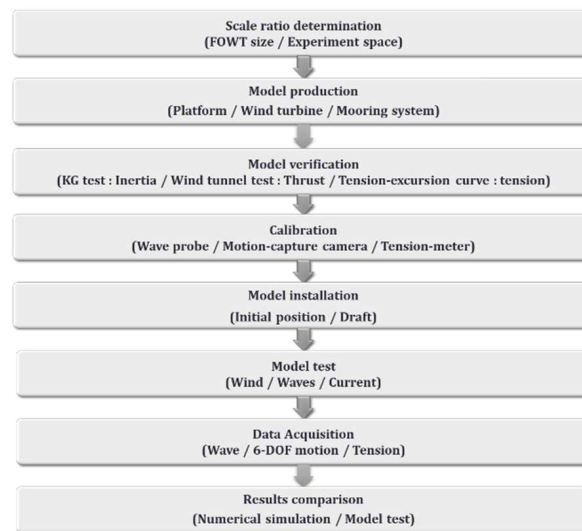 Scale ratio determination
(FOWT size / Experiment space)
Model production
(Platform / Wind turbine / Mooring system)
Model verification
(KG test : Inertia / Wind tunnel test : Thrust / Tension-excursion curve : tension)
Calibration
(Wave probe / Motion-capture camera / Tension-meter)
Model installation
(Initial position / Draft)
Model test
(Wind / Waves / Current)
Data Acquisition
(Wave / 6-DOF motion / Tension)
Results comparison
(Numerical simulation / Model test)